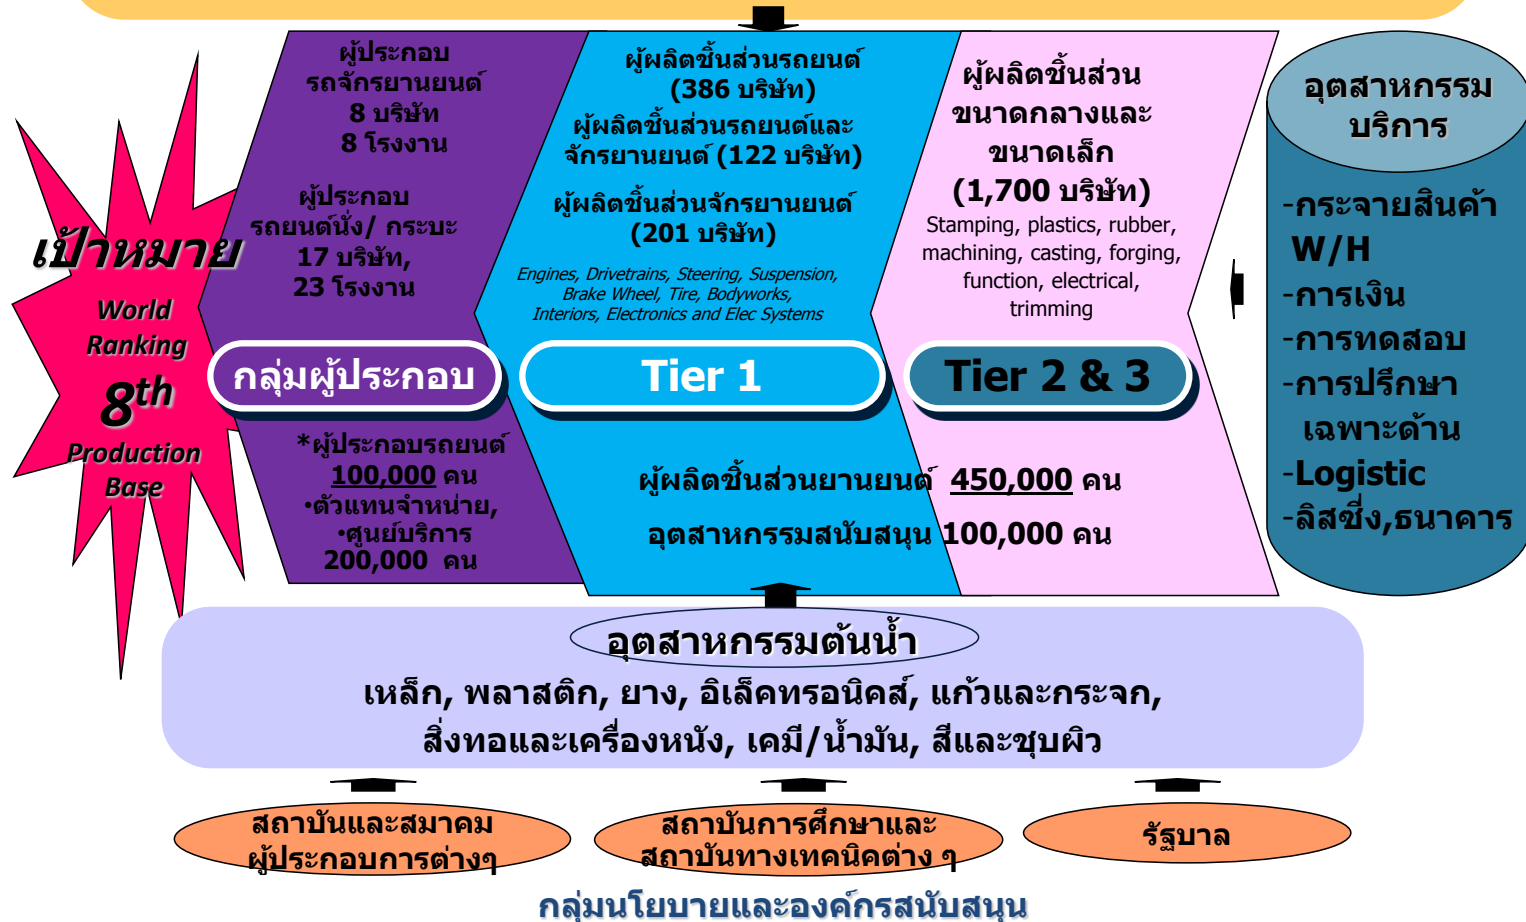 เป้าหมาย
World
Ranking
8th
Production
Base
ผู้ประกอบ
รถจักรยานยนต์
8 บริษัท
8 โรงงาน
ผู้ประกอบ
รถยนต์นั่ง/ กระบะ
17 บริษัท,
23 โรงงาน
กลุ่มผู้ประกอบ
*ผู้ประกอบรถยนต์
100,000 คน
•ตัวแทนจำหน่าย,
•ศูนย์บริการ
200,000 คน
ผู้ผลิตชิ้นส่วนรถยนต์
(386 บริษัท)
ผู้ผลิตชิ้นส่วนรถยนต์และ
จักรยานยนต์ (122 บริษัท)
ผู้ผลิตชิ้นส่วนจักรยานยนต์
(201 บริษัท)
Engines, Drivetrains, Steering, Suspension,
Brake Wheel, Tire, Bodyworks,
Interiors, Electronics and Elec Systems
Tier 1
ผู้ผลิตชิ้นส่วน
ขนาดกลางและ
ขนาดเล็ก
(1,700 บริษัท)
Stamping, plastics, rubber,
machining, casting, forging,
function, electrical,
trimming
Tier 2 & 3
ผู้ผลิตชิ้นส่วนยานยนต์ 450,000 คน
อุตสาหกรรมสนับสนุน 100,000 คน
อุตสาหกรรม
บริการ
-กระจายสินค้า
W/H
-การเงิน
-การทดสอบ
-การปรึกษา
เฉพาะด้าน
-Logistic
-ลิสซิ่ง,ธนาคาร
อุตสาหกรรมต้นน้ำ
เหล็ก, พลาสติก, ยาง, อิเล็คทรอนิคส์, แก้วและกระจก,
สิ่งทอและเครื่องหนัง, เคมี/น้ำมัน, สีและชุบผิว
สถาบันและสมาคม
ผู้ประกอบการต่างๆ
สถาบันการศึกษาและ
สถาบันทางเทคนิคต่าง ๆ
รัฐบาล
กลุ่มนโยบายและองค์กรสนับสนุน